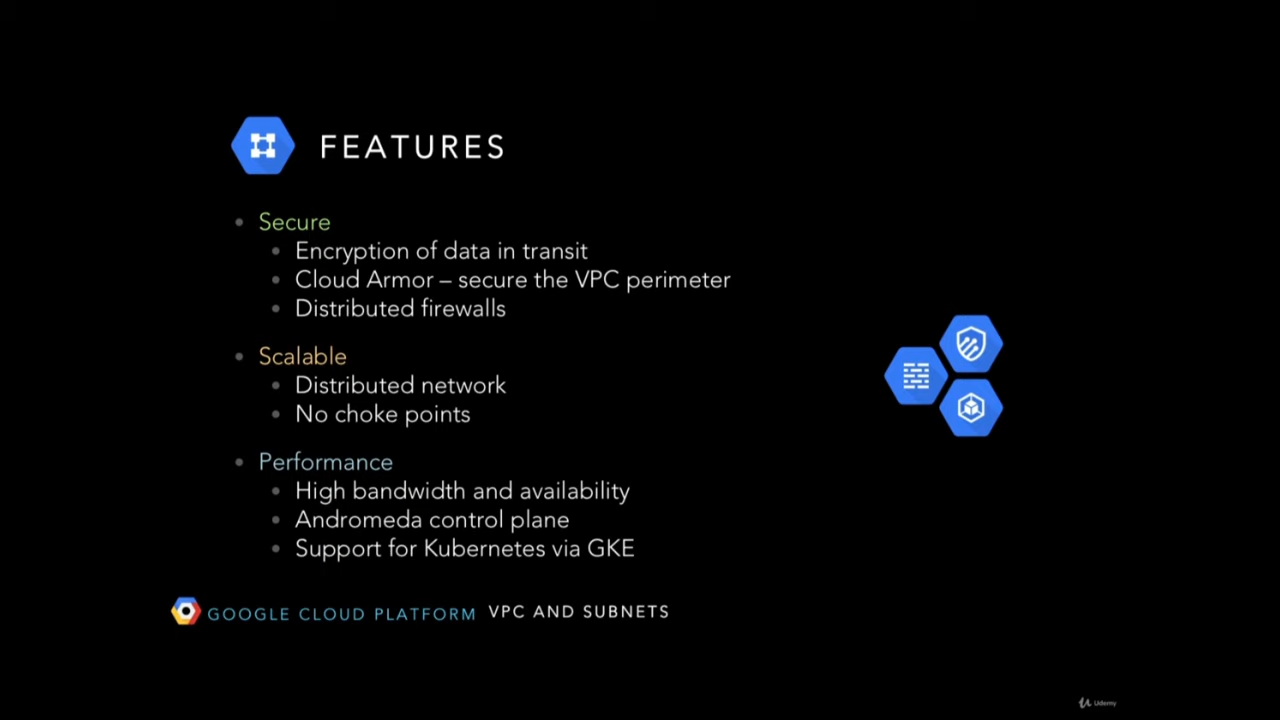 FEATURES
Secure
Encryption of data in transit
Cloud Armor – secure the VPC perimeter
Distributed firewalls
Scalable
Distributed network
No choke points
Performance
High bandwidth and availability
Andromeda control plane
Support for Kubernetes via GKE
GOOGLE CLOUD PLATFORM VPC AND SUBNETS
Udemy